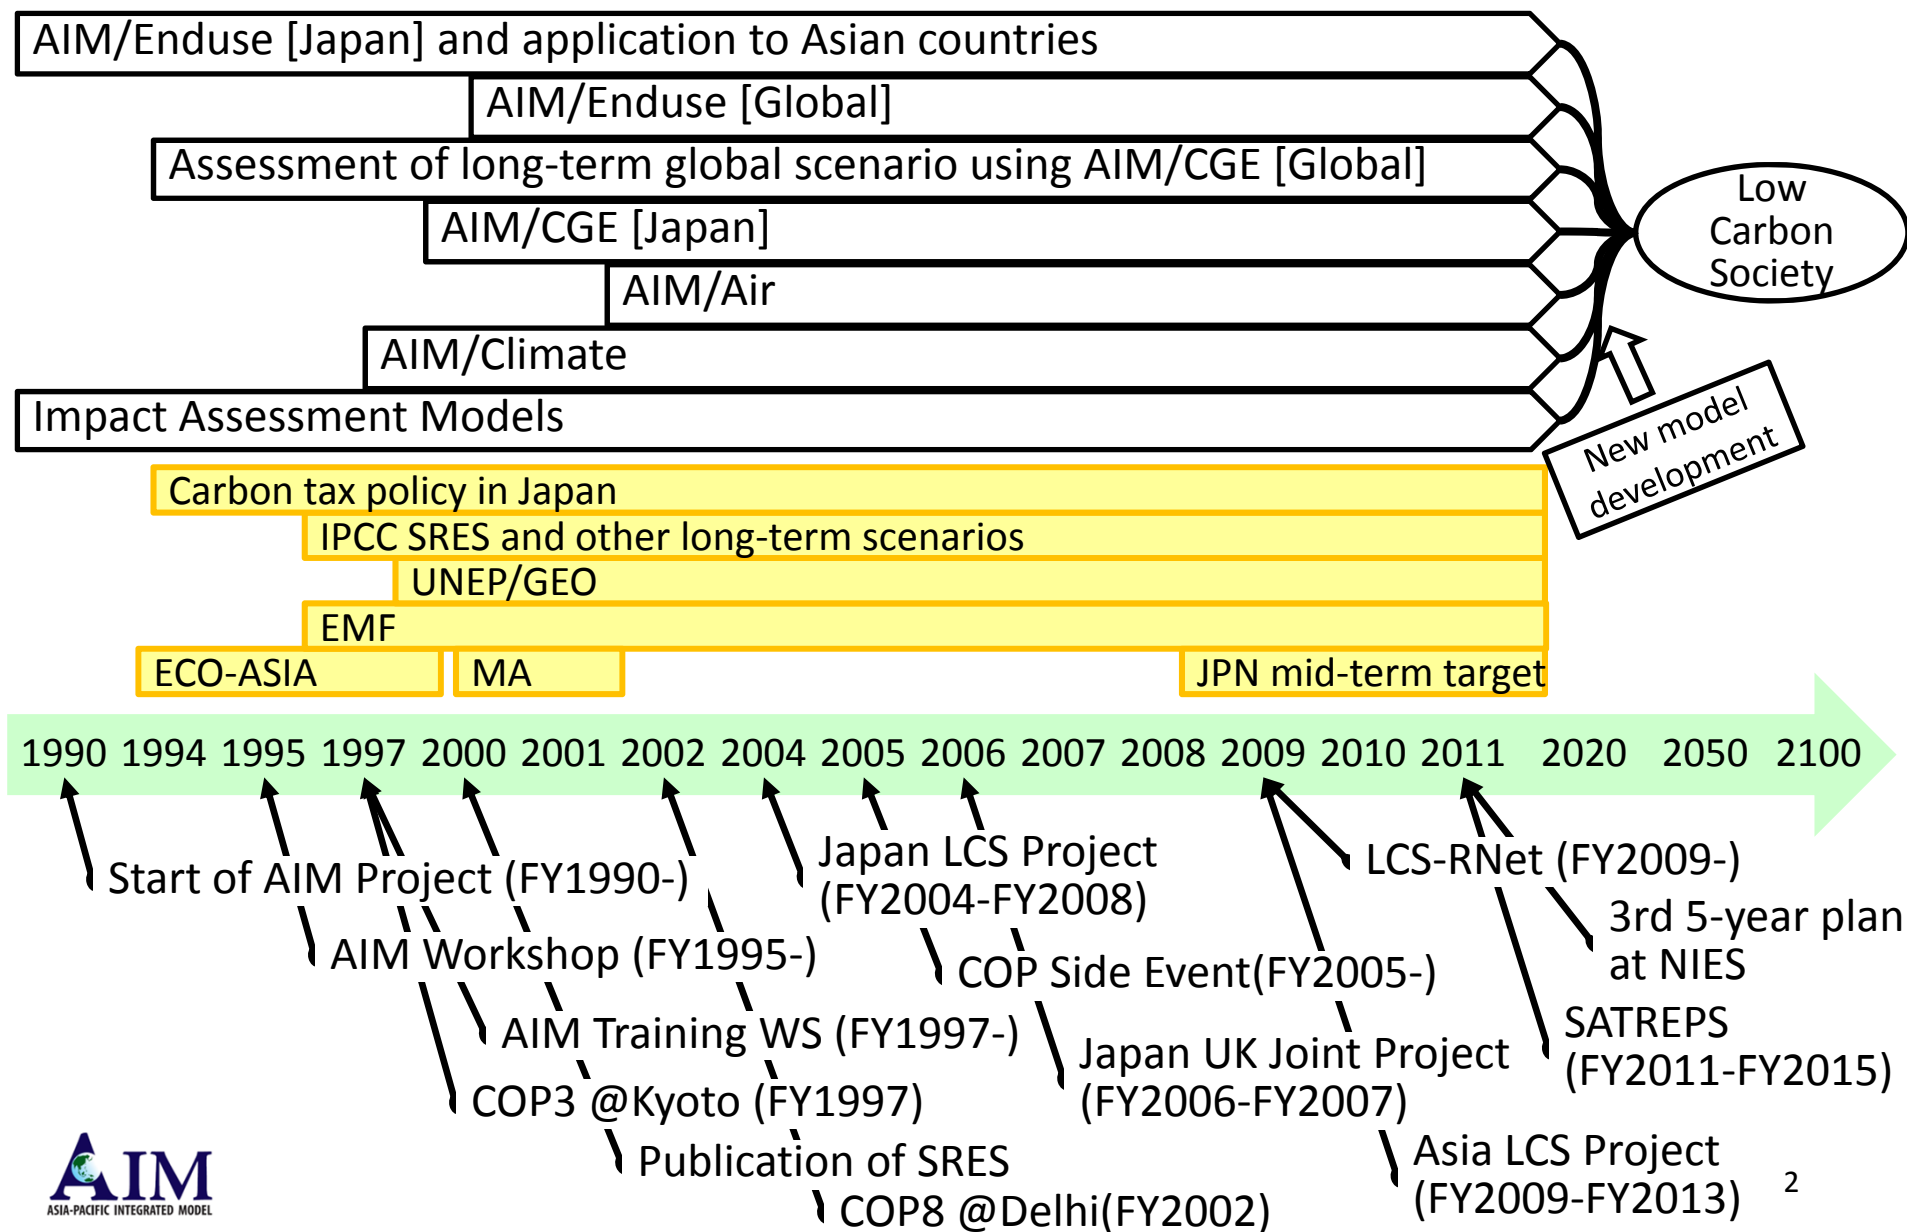 AIM/Enduse [Japan] and application to Asian countries
AIM/Enduse [Global]
Assessment of long-term global scenario using AIM/CGE [Global]
AIM/CGE [Japan]
AIM/Air
AIM/Climate
Impact Assessment Models
Low
Carbon
Society
New model
development
Carbon tax policy in Japan
IPCC SRES and other long-term scenarios
UNEP/GEO
EMF
ECO-ASIA
MA
JPN mid-term target
1990 1994 1995 1997 2000 2001 2002 2004 2005 2006 2007 2008 2009 2010 2011 2020 2050 2100
Start of AIM Project (FY1990-)
AIM Workshop (FY1995-)
AIM Training WS (FY1997-)
COP3 @Kyoto (FY1997)
Publication of SRES
COP8 @Delhi(FY2002)
Japan LCS Project
(FY2004-FY2008)
COP Side Event(FY2005-)
Japan UK Joint Project
(FY2006-FY2007)
LCS-RNet (FY2009-)
Asia LCS Project
(FY2009-FY2013)
3rd 5-year plan
at NIES
SATREPS
(FY2011-FY2015)
AIM
ASIA-PACIFIC INTEGRATED MODEL
2